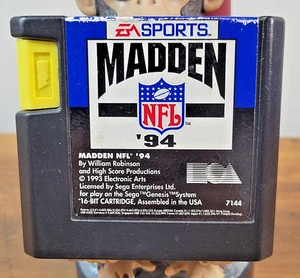 EA SPORTS
MADDEN
NFL
'94
MADDEN NFL '94
By William Robinson
and High Score Productions
© 1993 Electronic Arts
Licensed by Sega Enterprises Ltd.
for play on the Sega™ Genesis™ System
16-BIT CARTRIDGE, Assembled in the USA
7144